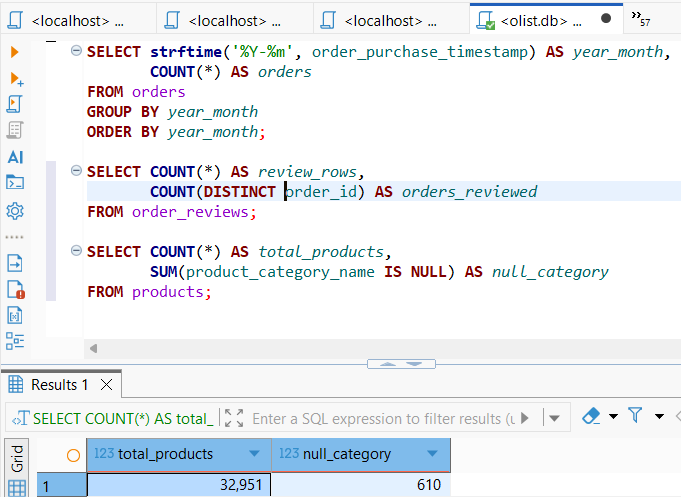 <localhost> ...
<localhost> ...
<localhost> ...
<olist.db> ...
»57
SELECT strftime('%Y-%m', order_purchase_timestamp) AS year_month,
COUNT(*) AS orders
FROM orders
GROUP BY year_month
ORDER BY year_month;
SELECT COUNT(*) AS review_rows,
COUNT(DISTINCT order_id) AS orders_reviewed
FROM order_reviews;
SELECT COUNT(*) AS total_products,
SUM(product_category_name IS NULL) AS null_category
FROM products;
AI
Results 1
SELECT COUNT(*) AS total_
Enter a SQL expression to filter results (u
Grid
123 total_products
123 null_category
1
32,951
610